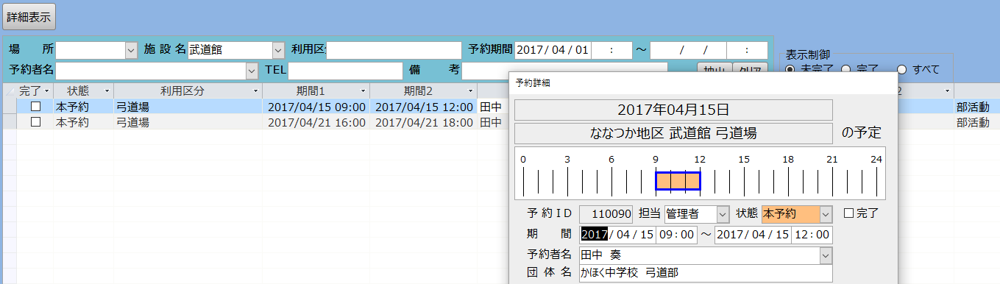 詳細表示
場 所 施 設 名 武道館 利用区 予約期間 2017/ 04 / 01 : ～ / / :
表示制御
予約者名 TEL 備 考 未完了 完了 すべて
予約詳細
完了 状態 利用区分 期間1 期間2 2
本予約 弓道場 2017/04/15 09:00 2017/04/15 12:00 田中 部活動
本予約 弓道場 2017/04/21 16:00 2017/04/21 18:00 田中 部活動
2017年04月15日
ななつか地区 武道館 弓道場 の予定
0 3 6 9 12 15 18 21 24
予 約 I D 110090 担当 管理者 状態 本予約 完了
期 間 2017/ 04 / 15 09 : 00 ～ 2017/ 04 / 15 12 : 00
予約者名 田中 奏
団 体 名 かほく中学校 弓道部